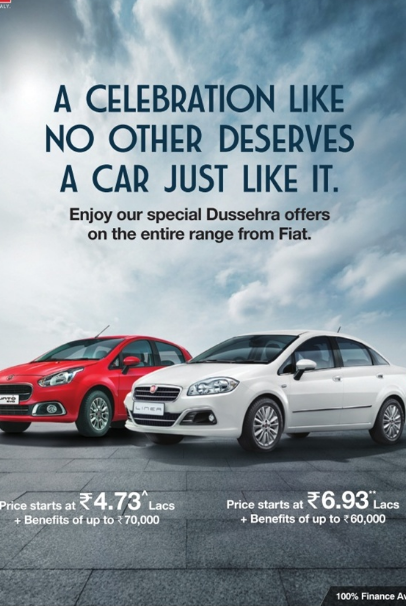 A CELEBRATION LIKE
NO OTHER DESERVES
A CAR JUST LIKE IT.
Enjoy our special Dussehra offers
on the entire range from Fiat.
LINEA
Price starts at ₹4.73^ Lacs
+ Benefits of up to ₹70,000
Price starts at ₹6.93** Lacs
+ Benefits of up to ₹60,000
100% Finance Av